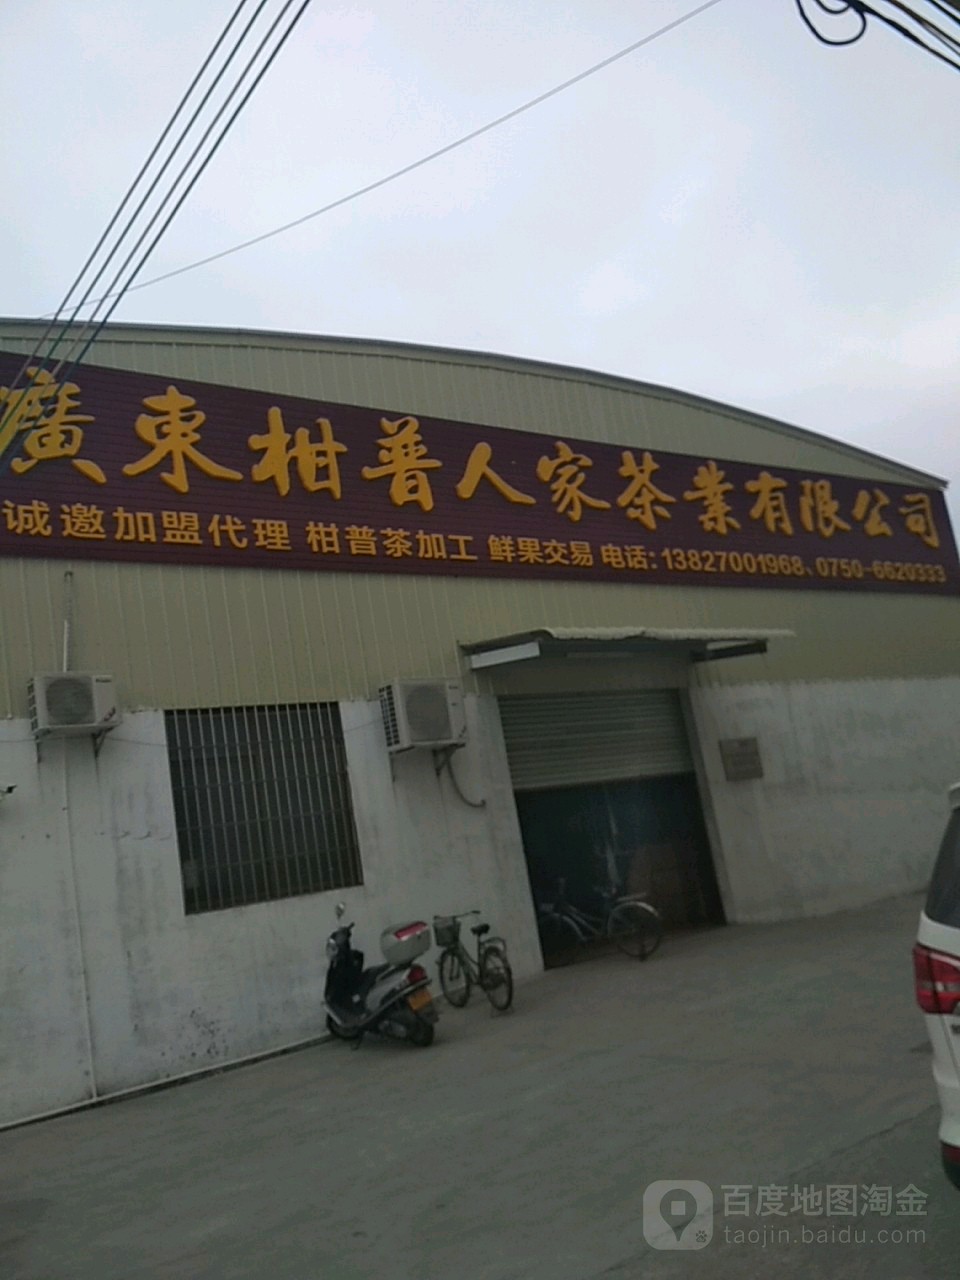 廣東柑普人家茶業有限公司
诚邀加盟代理 柑普茶加工 鲜果交易 电话:13827001968、0750-6620333
百度地图淘金
taojin.baidu.com